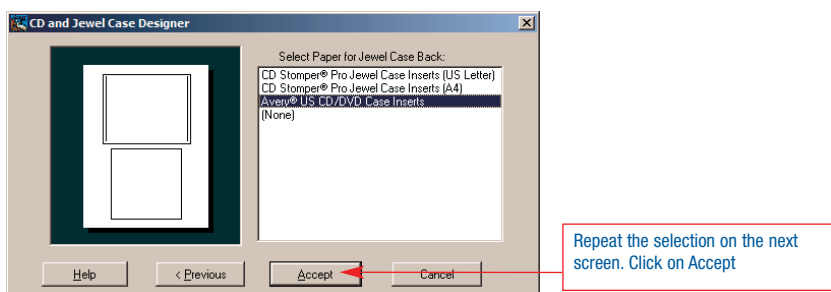 CD and Jewel Case Designer
Select Paper for Jewel Case Back:
CD Stomper® Pro Jewel Case Inserts (US Letter)
CD Stomper® Pro Jewel Case Inserts (A4)
Avery® US CD/DVD Case Inserts
(None)
Help
< Previous
Accept
Cancel
Repeat the selection on the next
screen. Click on Accept